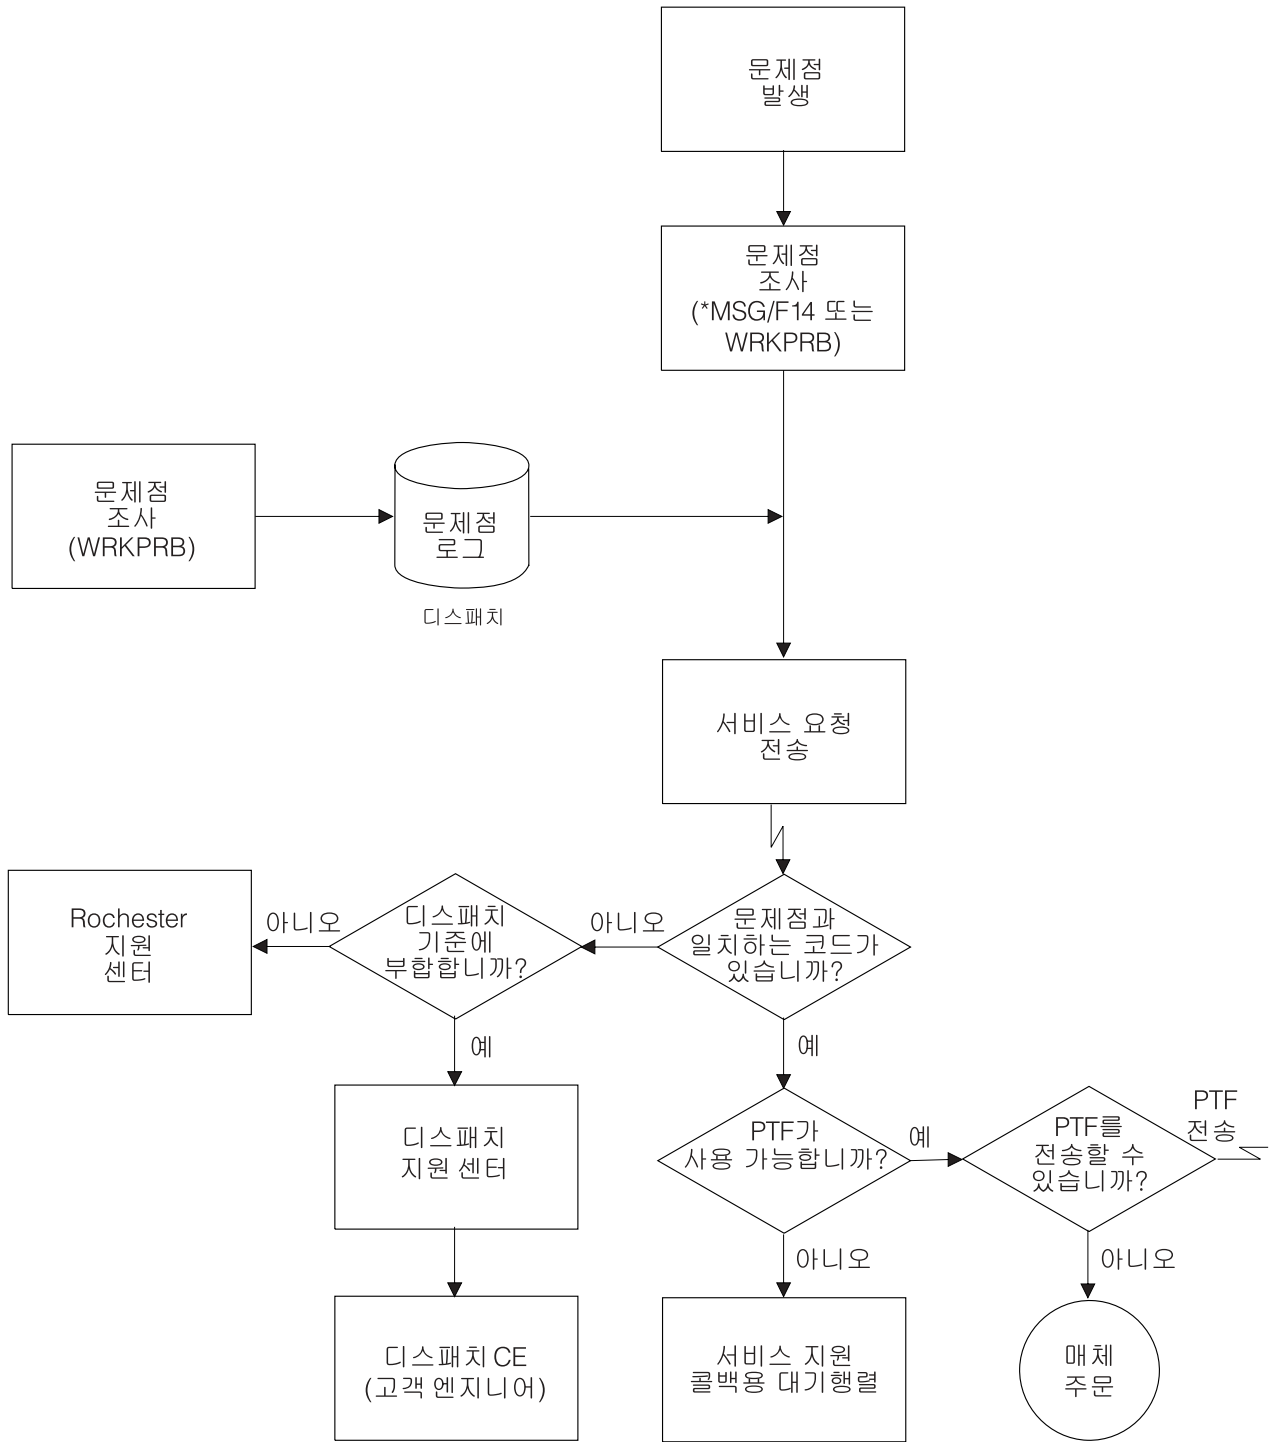 문제점
발생
문제점
조사
(*MSG/F14 또는
WRKPRB)
문제점
조사
(WRKPRB)
문제점
로그
디스패치
서비스 요청
전송
Rochester
지원
센터
아니오
디스패치
기준에
부합합니까?
아니오
문제점과
일치하는 코드가
있습니까?
예
예
디스패치
지원 센터
PTF가
사용 가능합니까?
예
PTF를
전송할 수
있습니까?
PTF
전송
아니오
아니오
디스패치 CE
(고객 엔지니어)
서비스 지원
콜백용 대기행렬
매체
주문